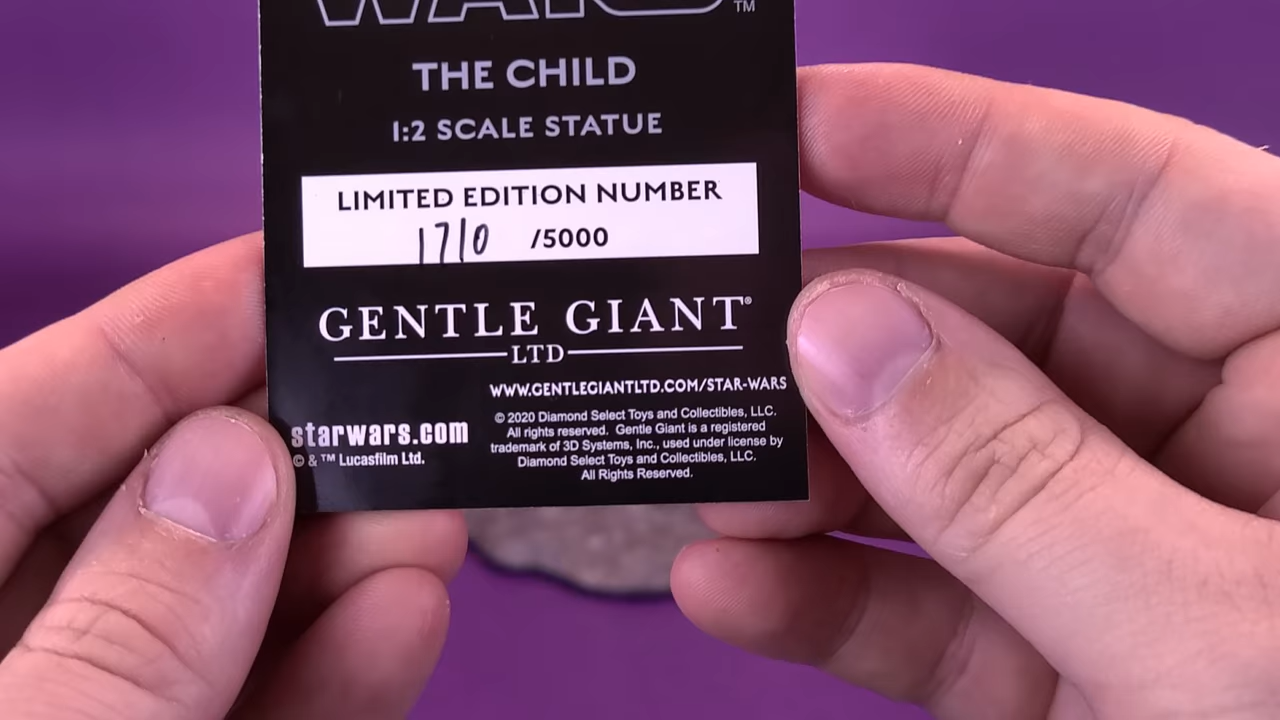 WARS
TM
THE CHILD
1:2 SCALE STATUE
LIMITED EDITION NUMBER
1710 /5000
GENTLE GIANT®
LTD
WWW.GENTLEGIANTLTD.COM/STAR-WARS
starwars.com
© & ™ Lucasfilm Ltd.
© 2020 Diamond Select Toys and Collectibles, LLC.
All rights reserved. Gentle Giant is a registered
trademark of 3D Systems, Inc., used under license by
Diamond Select Toys and Collectibles, LLC.
All Rights Reserved.